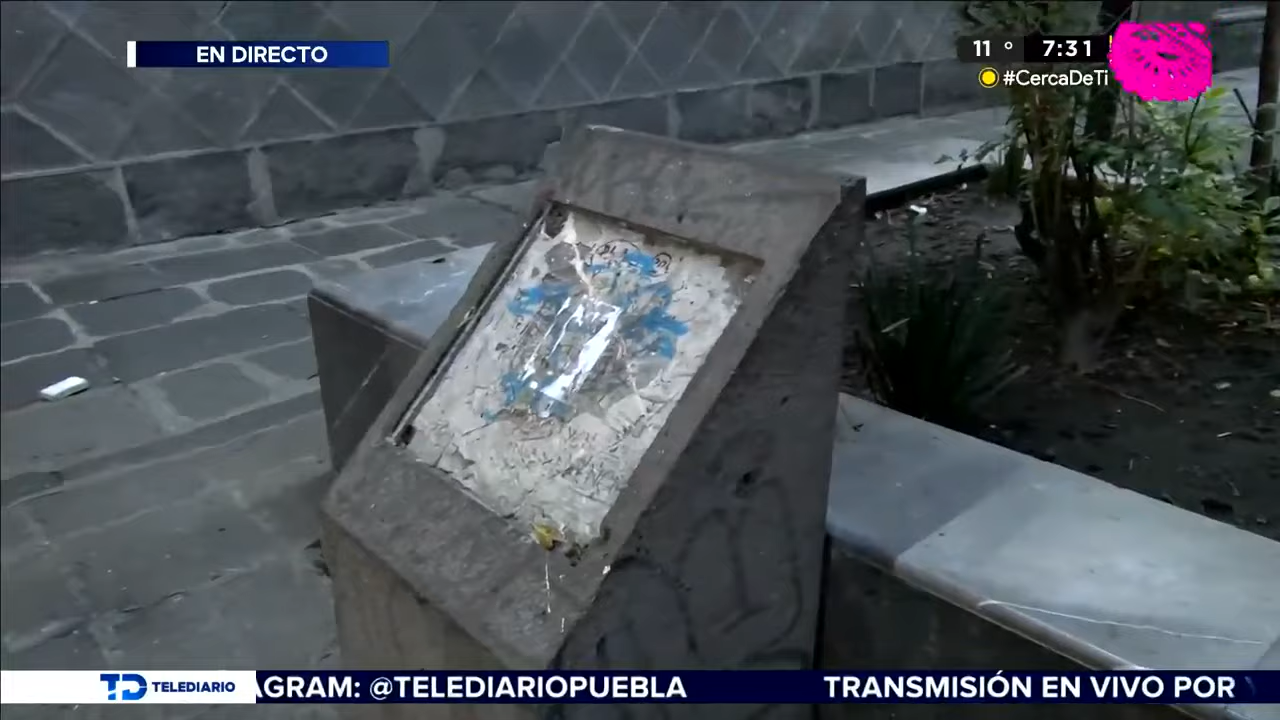 EN DIRECTO
11 ° 7:31
#CercaDeTi
TD TELEDIARIO
AGRAM: @TELEDIARIOPUEBLA TRANSMISIÓN EN VIVO POR